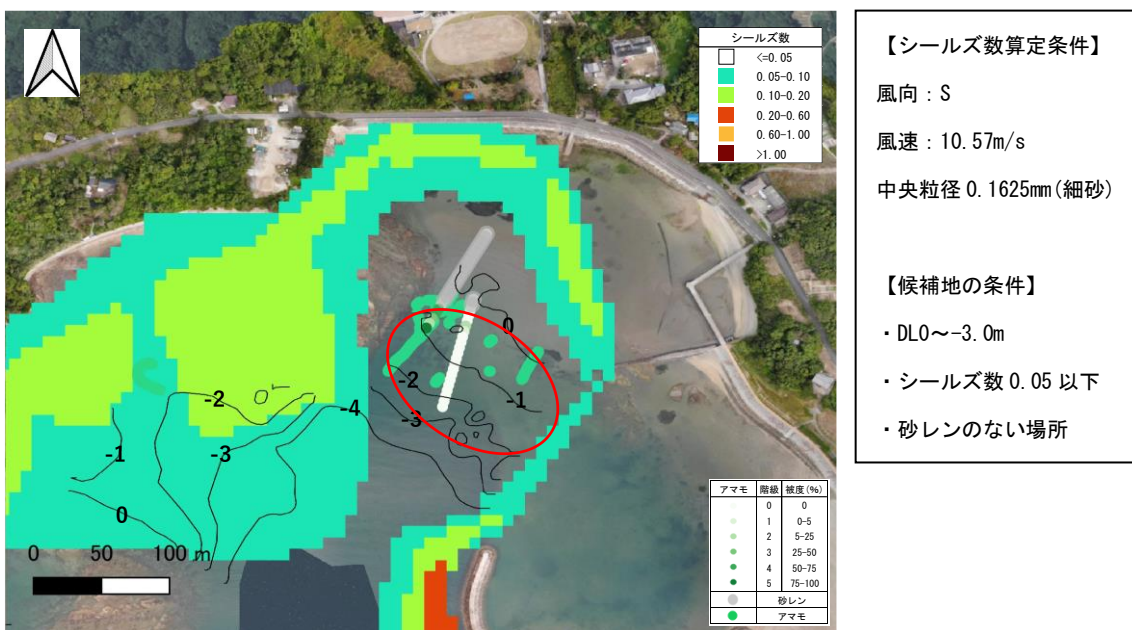 シールズ数
<=0.05
0.05-0.10
0.10-0.20
0.20-0.60
0.60-1.00
>1.00
【シールズ数算定条件】
風向：S
風速：10.57m/s
中央粒径 0.1625mm(細砂)
【候補地の条件】
・DL0～-3.0m
・シールズ数 0.05 以下
・砂レンのない場所
0
-2
-1
-2
-4
-3
-1
-3
0
0 50 100 m
アマモ 階級 被度(%)
0 0
1 0-5
2 5-25
3 25-50
4 50-75
5 75-100
砂レン
アマモ